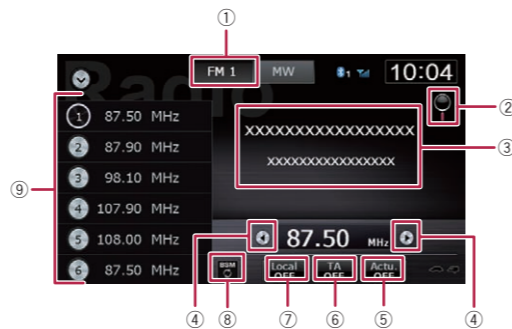 ①
Radio
FM 1 MW 1 10:04
②
③
XXXXXXXXXXXXXXXXX
XXXXXXXXXXXXXXXX
⑨
1 87.50 MHz
2 87.90 MHz
3 98.10 MHz
4 107.90 MHz
5 108.00 MHz
6 87.50 MHz
87.50 MHz
BSM
Local OFF
TA OFF
Actu. OFF
④ ⑧ ⑦ ⑥ ⑤ ④